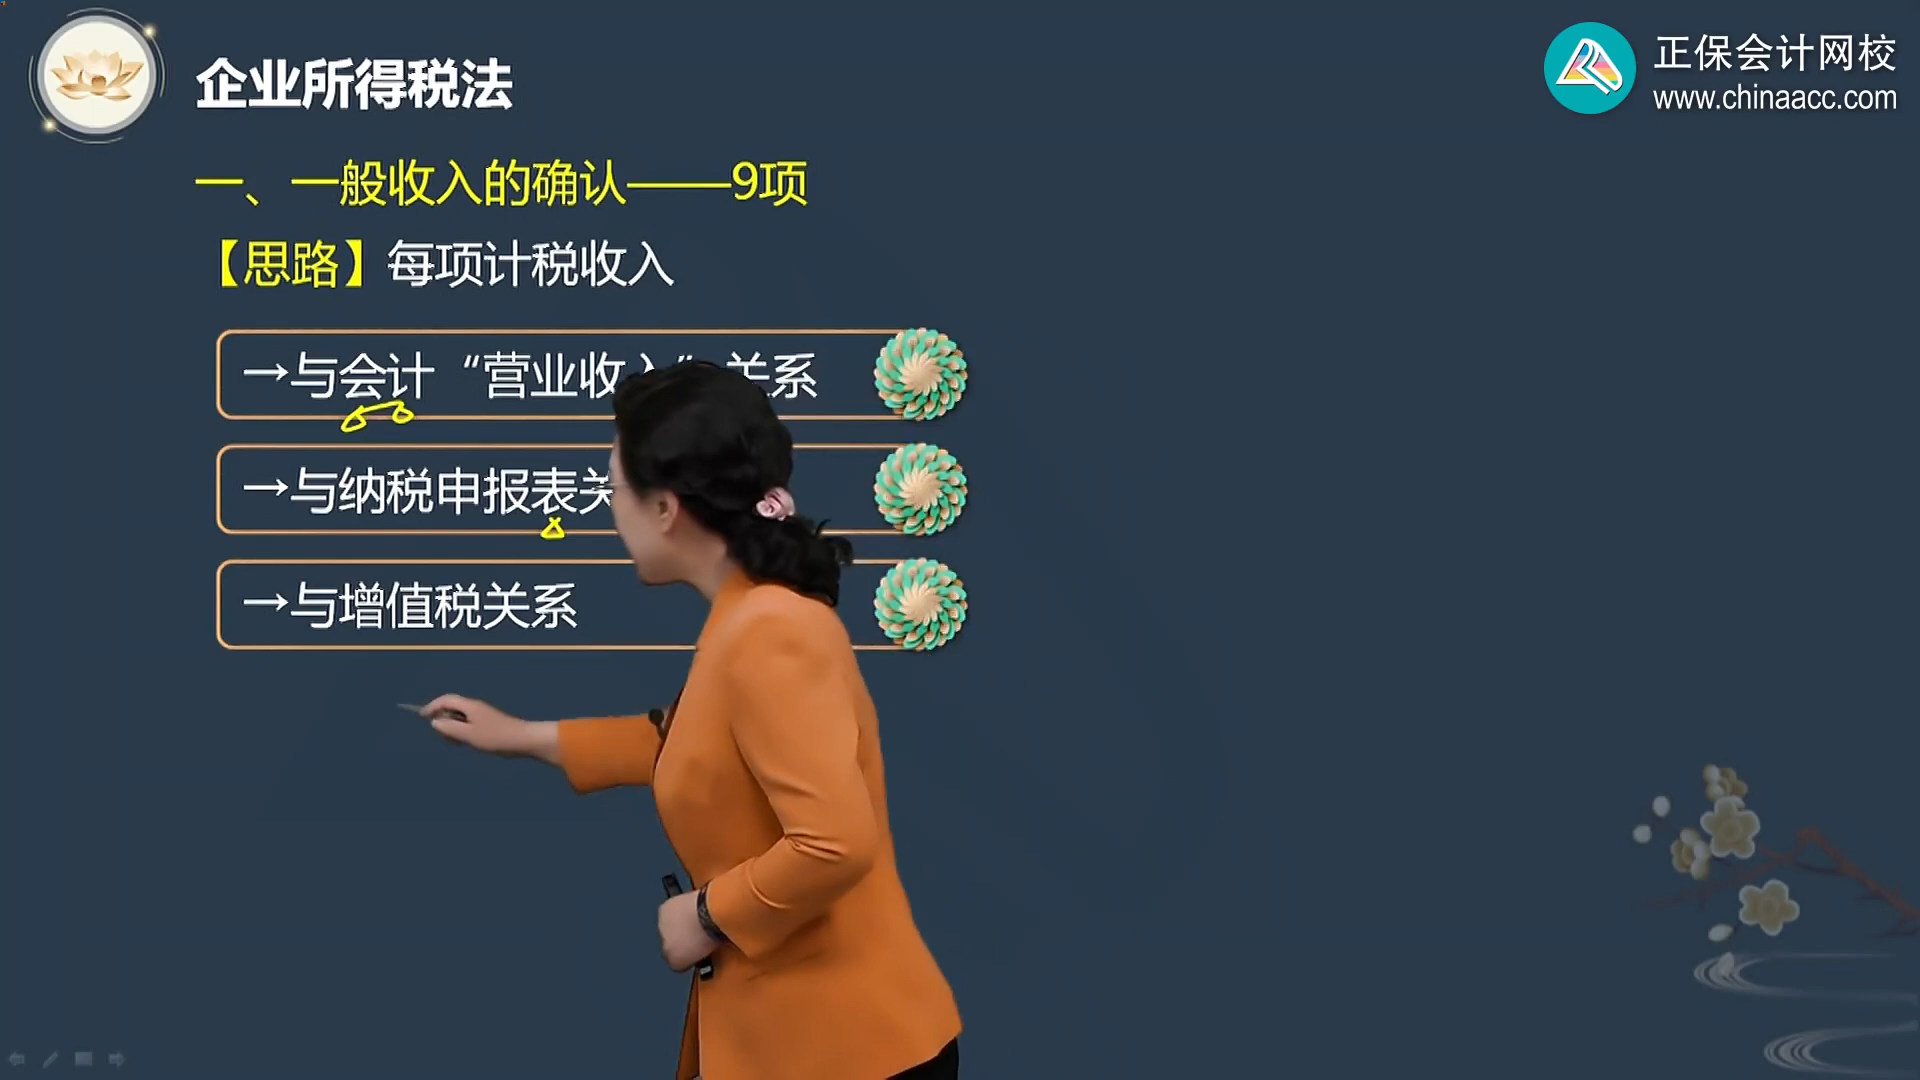 企业所得税法
正保会计网校
www.chinaacc.com
一、一般收入的确认——9项
【思路】每项计税收入
→与会计“营业收入”关系
→与纳税申报表关
→与增值税关系